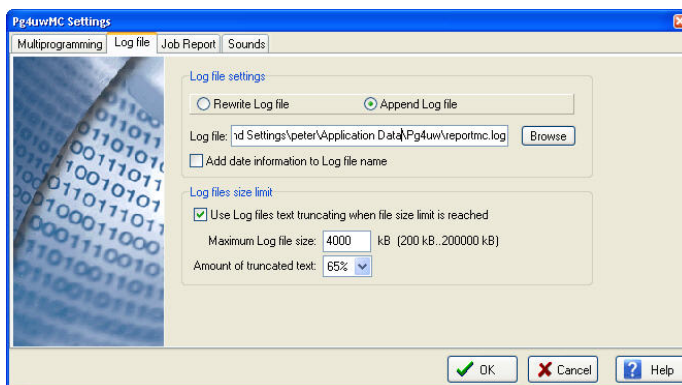 Pg4uwMC Settings
Multiprogramming Log file Job Report Sounds
Log file settings
Rewrite Log file Append Log file
Log file: nd Settings\peter\Application Data\Pg4uw\reportmc.log Browse
Add date information to Log file name
Log files size limit
Use Log files text truncating when file size limit is reached
Maximum Log file size: 4000 kB (200 kB..200000 kB)
Amount of truncated text: 65%
OK Cancel ? Help